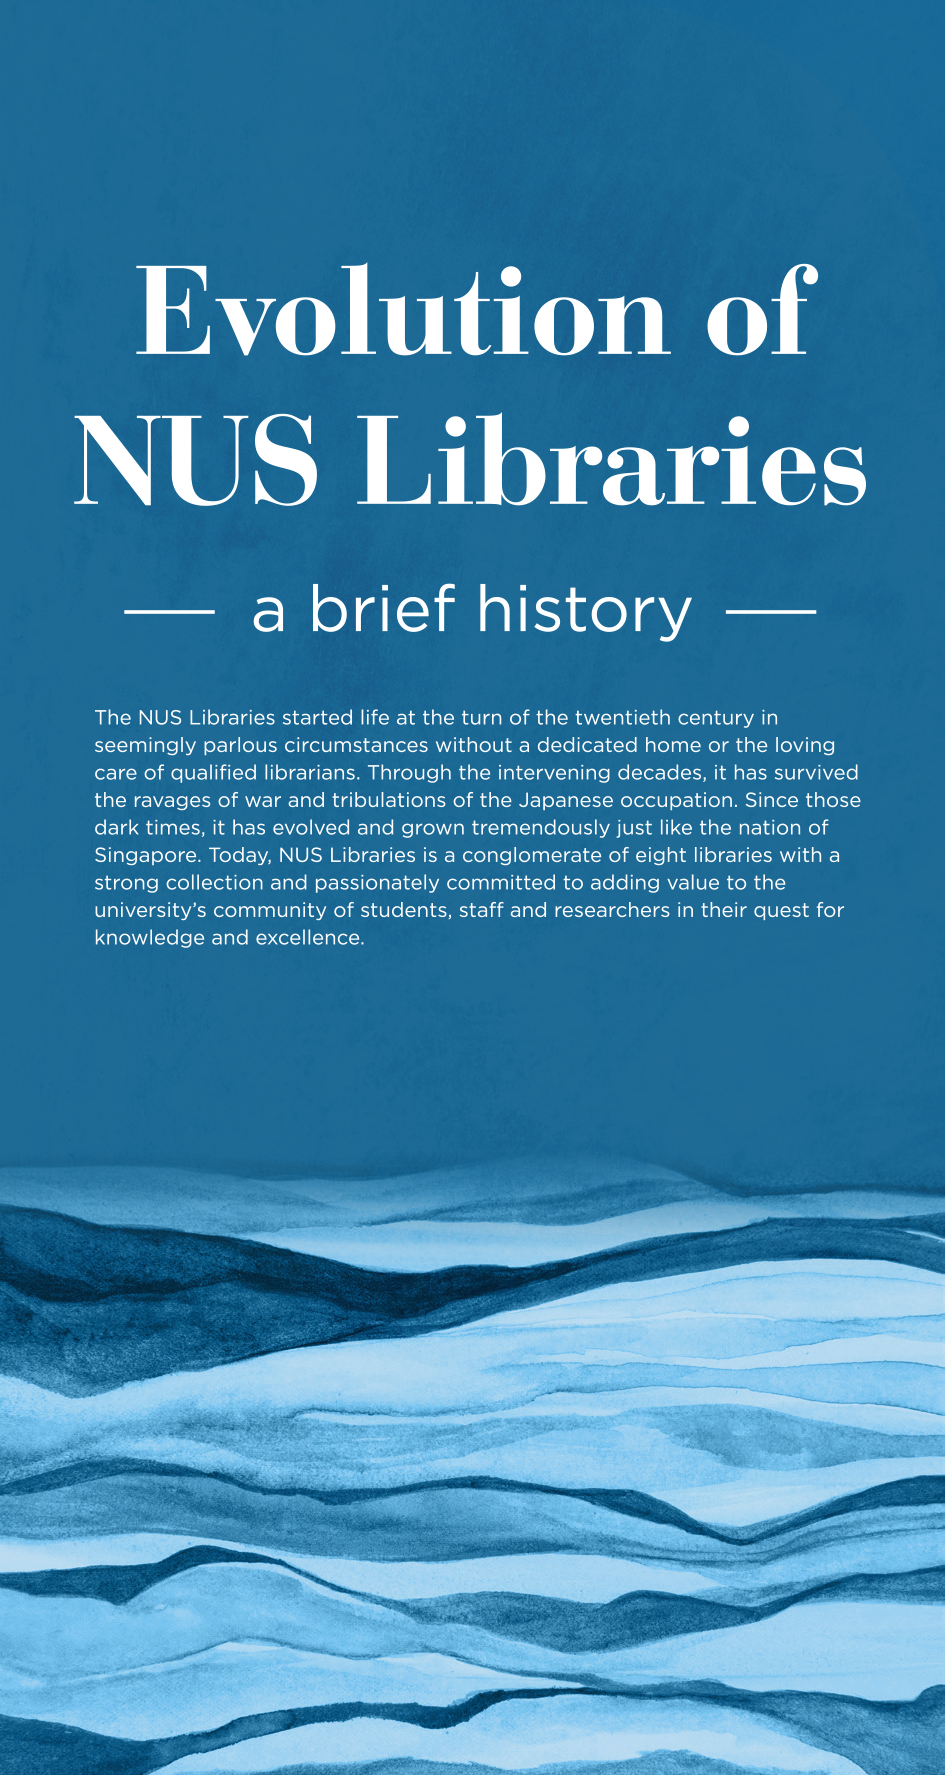 Evolution of
NUS Libraries
a brief history
The NUS Libraries started life at the turn of the twentieth century in
seemingly parlous circumstances without a dedicated home or the loving
care of qualified librarians. Through the intervening decades, it has survived
the ravages of war and tribulations of the Japanese occupation. Since those
dark times, it has evolved and grown tremendously just like the nation of
Singapore. Today, NUS Libraries is a conglomerate of eight libraries with a
strong collection and passionately committed to adding value to the
university’s community of students, staff and researchers in their quest for
knowledge and excellence.